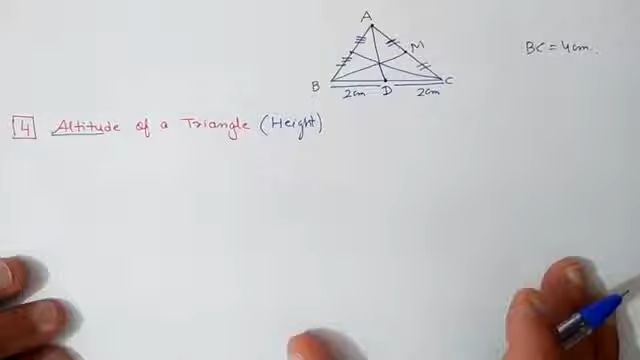 A
M
BC = 4cm.
B
2cm
D
2cm
C
4 Altitude of a Triangle (Height)